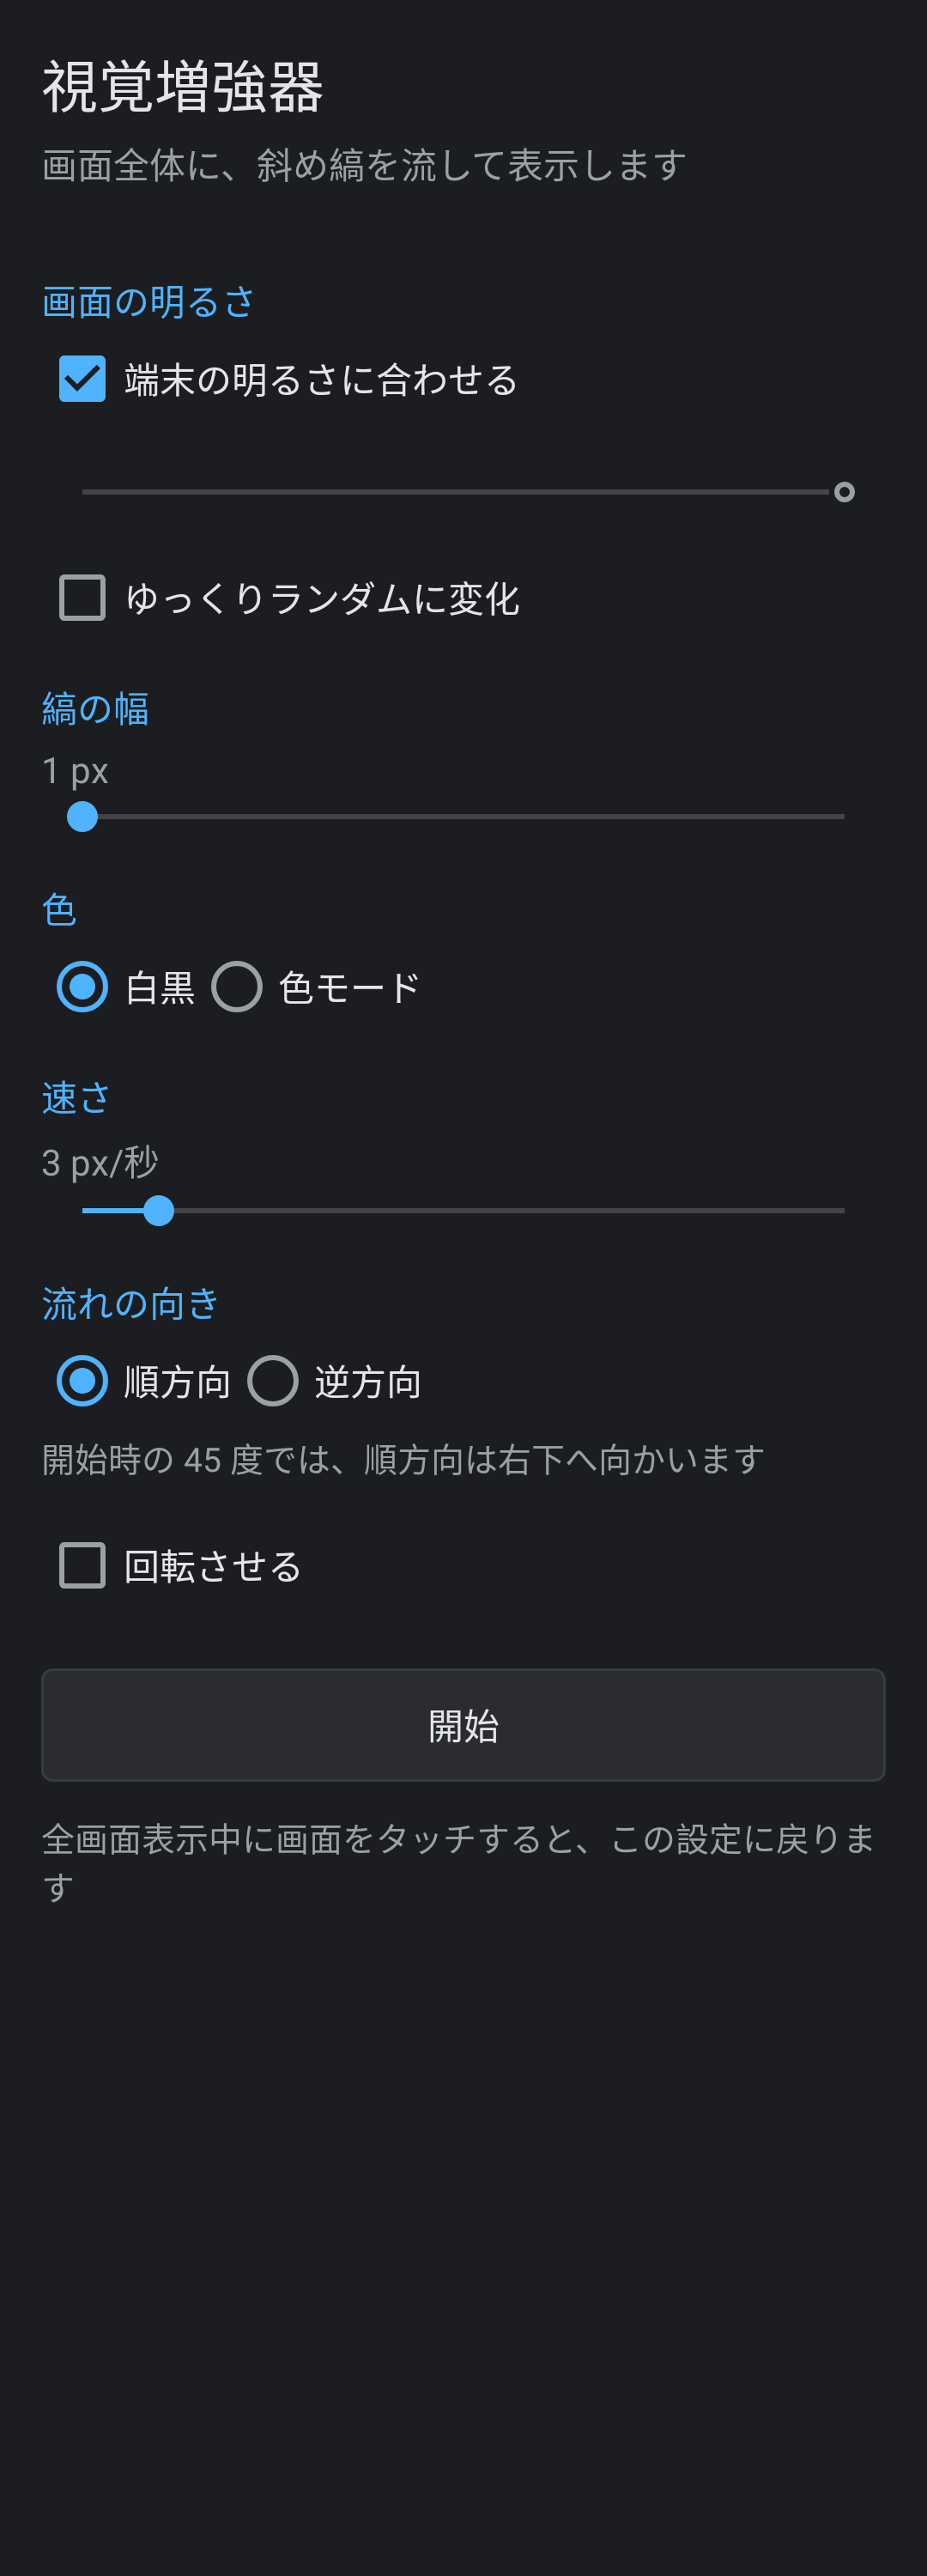 視覚増強器
画面全体に、斜め縞を流して表示します
画面の明るさ
端末の明るさに合わせる
ゆっくりランダムに変化
縞の幅
1 px
色
白黒 色モード
速さ
3 px/秒
流れの向き
順方向 逆方向
開始時の 45 度では、順方向は右下へ向かいます
回転させる
開始
全画面表示中に画面をタッチすると、この設定に戻りま
す